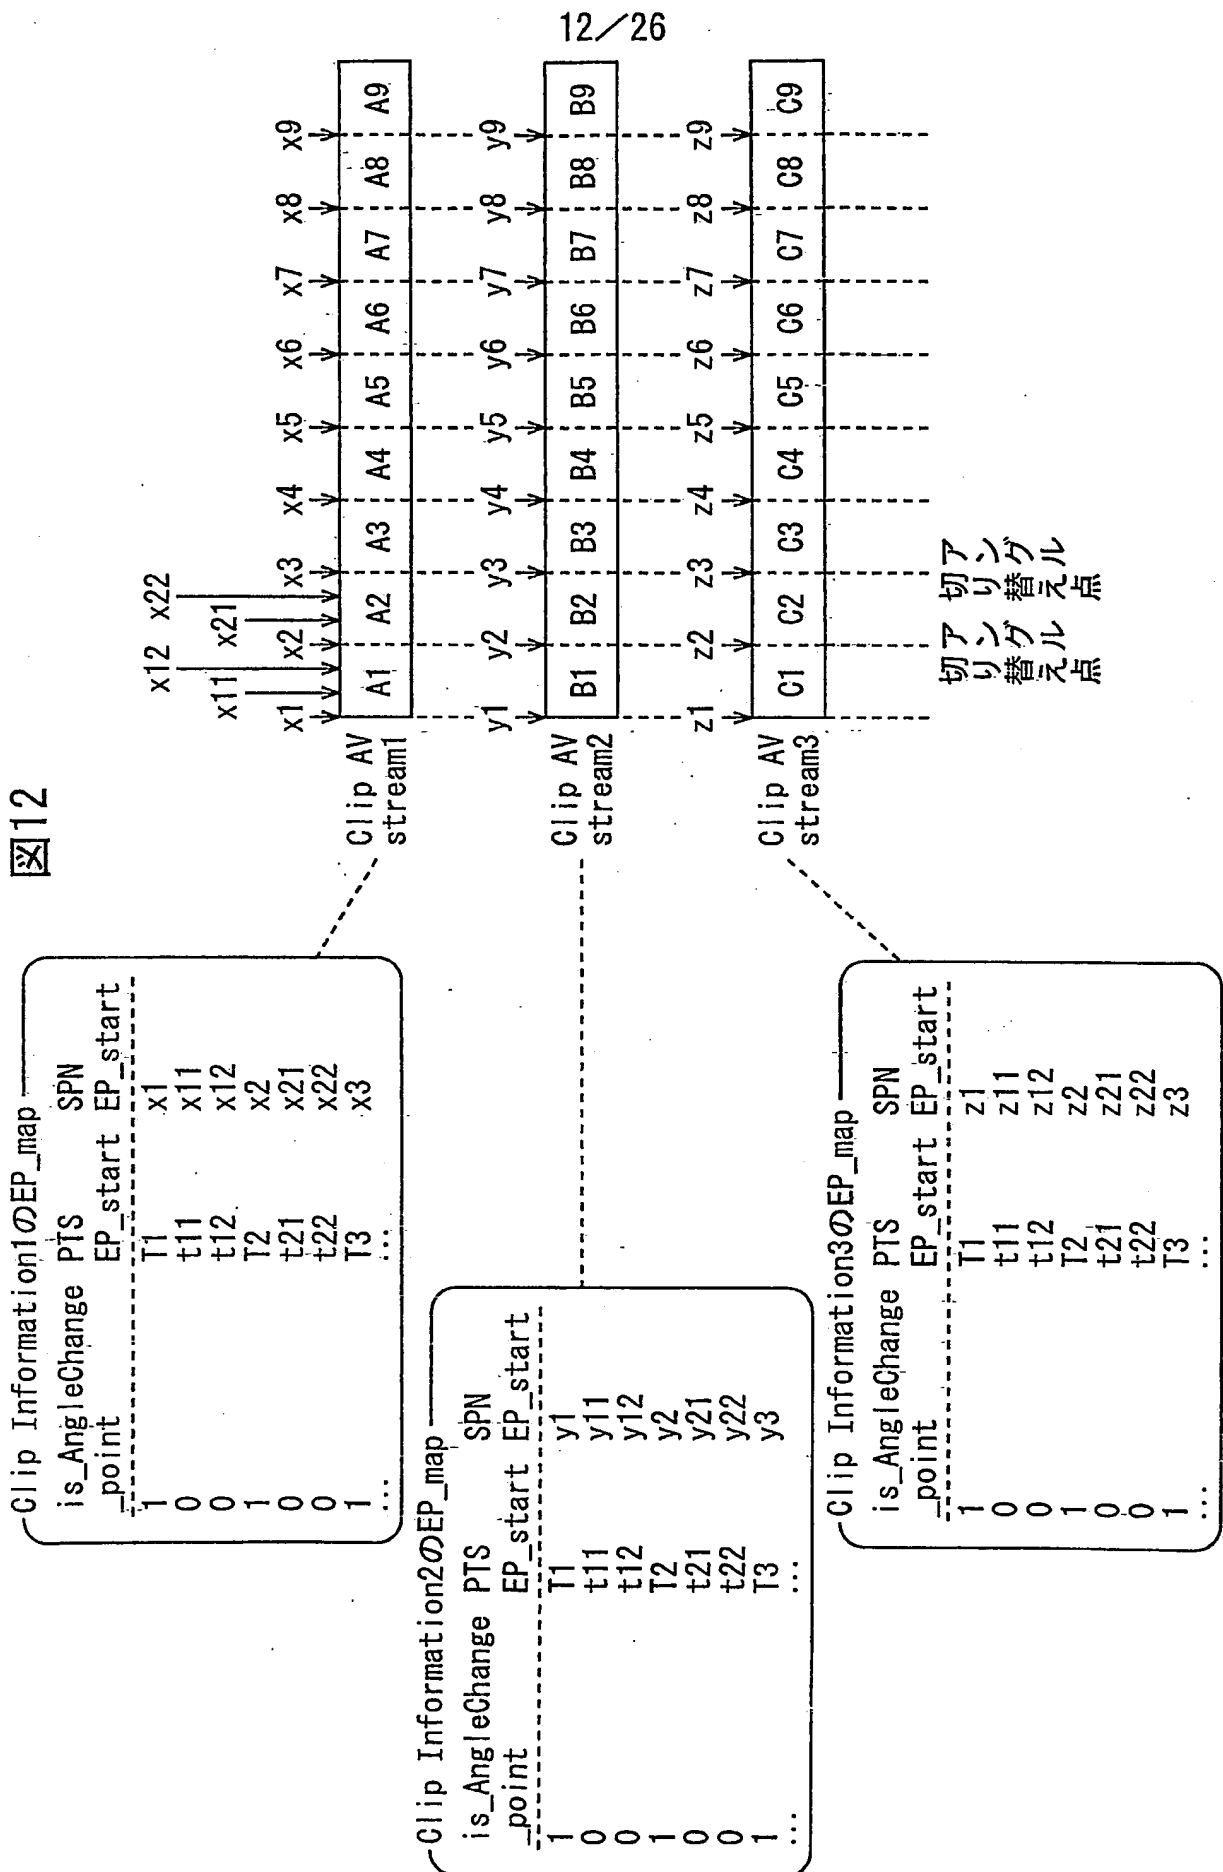 12/26
図12
Clip Information1のEP_map
is_AngleChange PTS SPN
_point EP_start EP_start
1 T1 x1
0 t11 x11
0 t12 x12
1 T2 x2
0 t21 x21
0 t22 x22
1 T3 x3
... ...
Clip Information2のEP_map
is_AngleChange PTS SPN
_point EP_start EP_start
1 T1 y1
0 t11 y11
0 t12 y12
1 T2 y2
0 t21 y21
0 t22 y22
1 T3 y3
... ...
Clip Information3のEP_map
is_AngleChange PTS SPN
_point EP_start EP_start
1 T1 z1
0 t11 z11
0 t12 z12
1 T2 z2
0 t21 z21
0 t22 z22
1 T3 z3
... ...
x12 x22
x11 x21
x1 x2 x3 x4 x5 x6 x7 x8 x9
Clip AV
stream1
A1 A2 A3 A4 A5 A6 A7 A8 A9
y1 y2 y3 y4 y5 y6 y7 y8 y9
Clip AV
stream2
B1 B2 B3 B4 B5 B6 B7 B8 B9
z1 z2 z3 z4 z5 z6 z7 z8 z9
Clip AV
stream3
C1 C2 C3 C4 C5 C6 C7 C8 C9
アングル
切り替え点
アングル
切り替え点